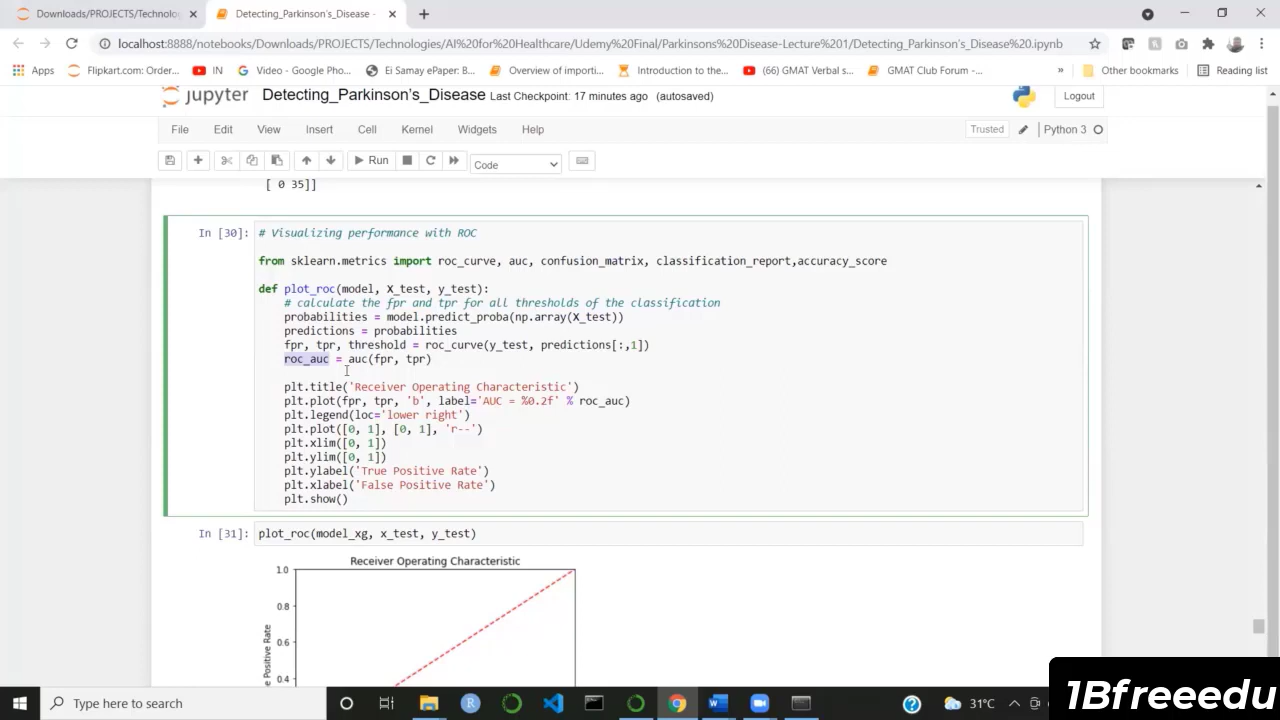 Downloads/PROJECTS/Technolo
Detecting_Parkinson's_Disease -
localhost:8888/notebooks/Downloads/PROJECTS/Technologies/AI%20for%20Healthcare/Udemy%20Final/Parkinsons%20Disease-Lecture%201/Detecting_Parkinson's_Disease%20.ipynb
Apps
Flipkart.com: Order...
IN
Video - Google Pho...
Ei Samay ePaper: B...
Overview of importi...
Introduction to the...
(66) GMAT Verbal s...
GMAT Club Forum -...
»
Other bookmarks
Reading list
jupyter Detecting_Parkinson's_Disease Last Checkpoint: 17 minutes ago (autosaved)
Logout
File Edit View Insert Cell Kernel Widgets Help
Trusted
Python 3
Run
Code
[ 0 35]]
In [30]:
# Visualizing performance with ROC
from sklearn.metrics import roc_curve, auc, confusion_matrix, classification_report,accuracy_score
def plot_roc(model, X_test, y_test):
# calculate the fpr and tpr for all thresholds of the classification
probabilities = model.predict_proba(np.array(X_test))
predictions = probabilities
fpr, tpr, threshold = roc_curve(y_test, predictions[:,1])
roc_auc = auc(fpr, tpr)
plt.title('Receiver Operating Characteristic')
plt.plot(fpr, tpr, 'b', label='AUC = %0.2f' % roc_auc)
plt.legend(loc='lower right')
plt.plot([0, 1], [0, 1], 'r--')
plt.xlim([0, 1])
plt.ylim([0, 1])
plt.ylabel('True Positive Rate')
plt.xlabel('False Positive Rate')
plt.show()
In [31]:
plot_roc(model_xg, x_test, y_test)
Receiver Operating Characteristic
1.0
0.8
0.6
0.4
Positive Rate
1Bfreeedu
Type here to search
31°C